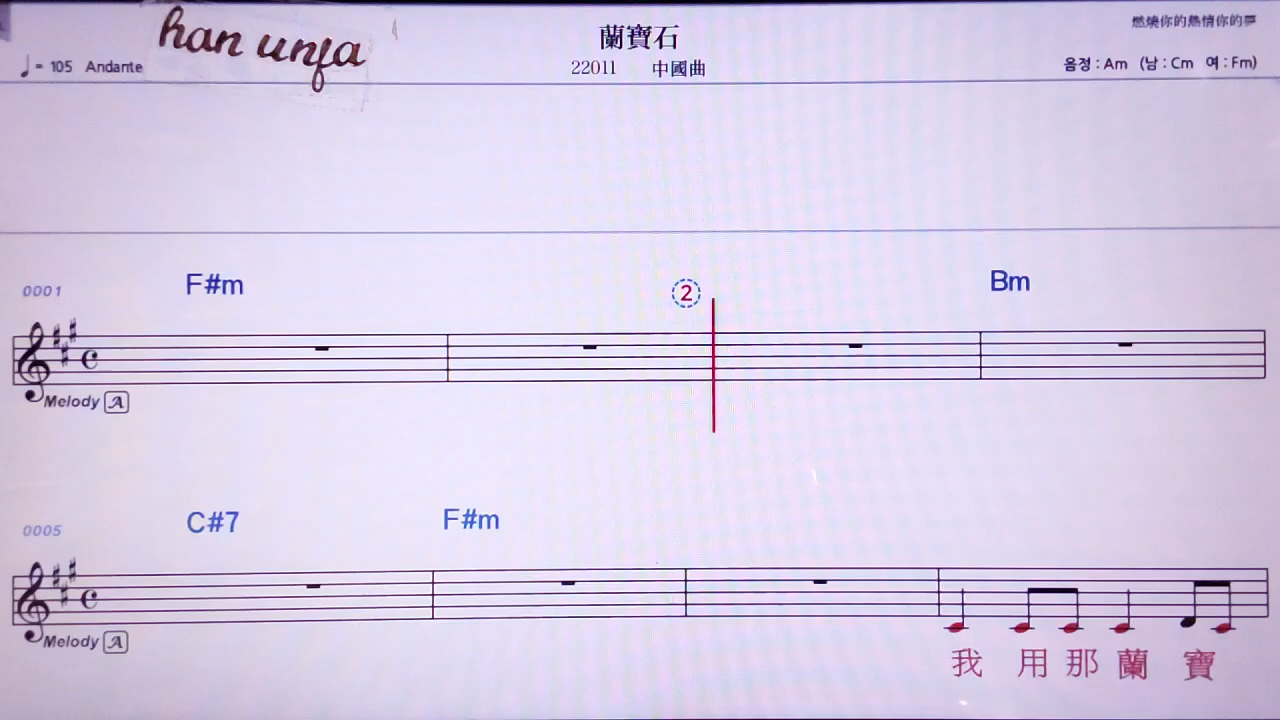 han unfa
蘭寶石
燃燒你的熱情你的夢
♩= 105 Andante
22011 中國曲
음정 : Am (남 : Cm 여 : Fm)
0001 F#m ② Bm
Melody A
0005 C#7 F#m
Melody A
我 用 那 蘭 寶